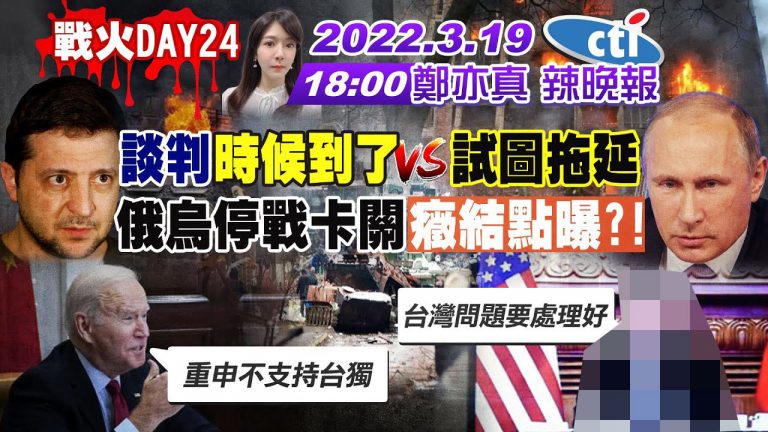 戰火DAY24
2022.3.19
cti
18:00鄭亦真 辣晚報
談判時候到了VS試圖拖延
俄烏停戰卡關癥結點曝?!
台灣問題要處理好
重申不支持台獨